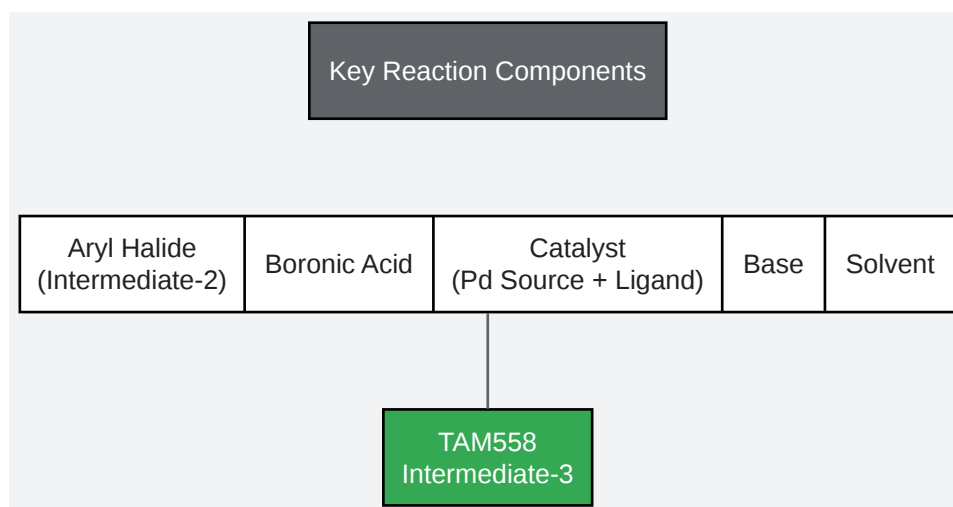 Key Reaction Components
Aryl Halide
(Intermediate-2)
Boronic Acid
Catalyst
(Pd Source + Ligand)
Base
Solvent
TAM558
Intermediate-3